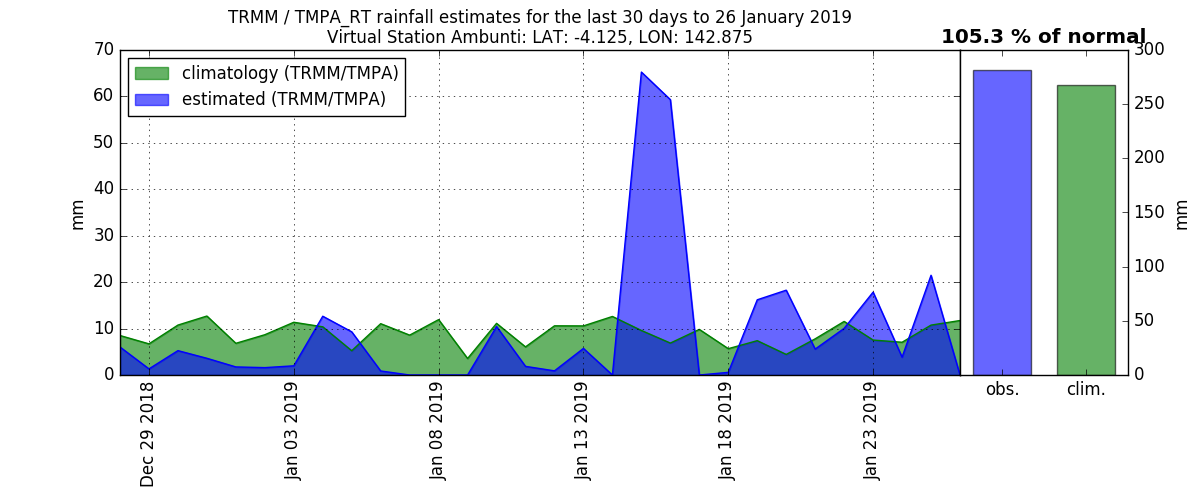 TRMM / TMPA_RT rainfall estimates for the last 30 days to 26 January 2019
Virtual Station Ambunti: LAT: -4.125, LON: 142.875
105.3 % of normal
climatology (TRMM/TMPA)
estimated (TRMM/TMPA)
70
60
50
40
30
20
10
0
mm
Dec 29 2018
Jan 03 2019
Jan 08 2019
Jan 13 2019
Jan 18 2019
Jan 23 2019
300
250
200
150
100
50
0
mm
obs.
clim.